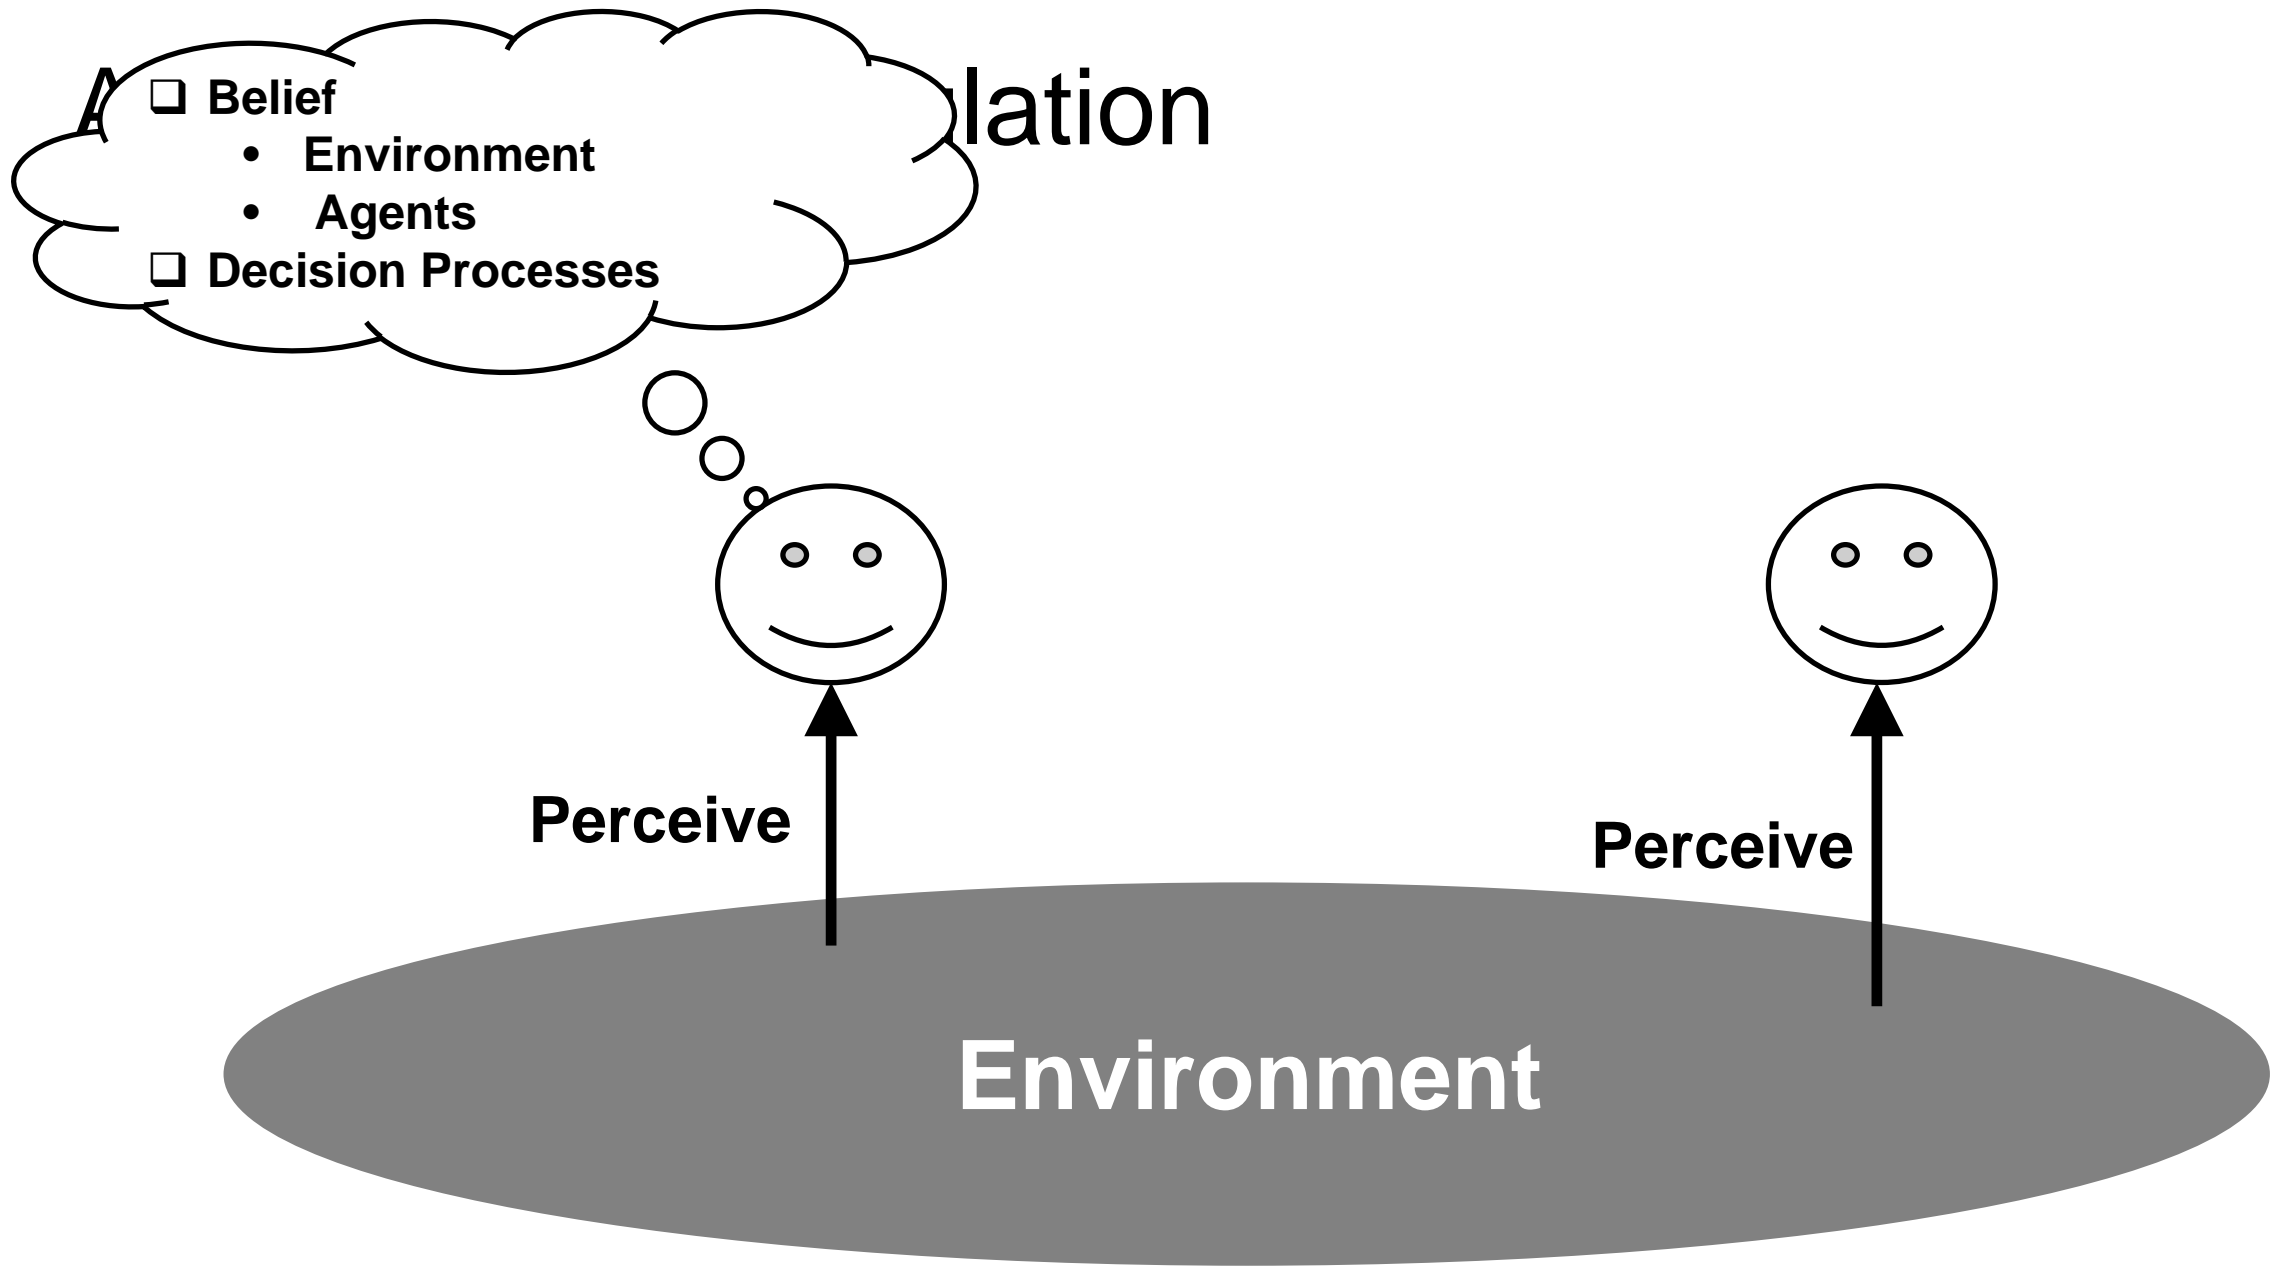 lation
❑ Belief
• Environment
• Agents
❑ Decision Processes
Perceive
Perceive
Environment